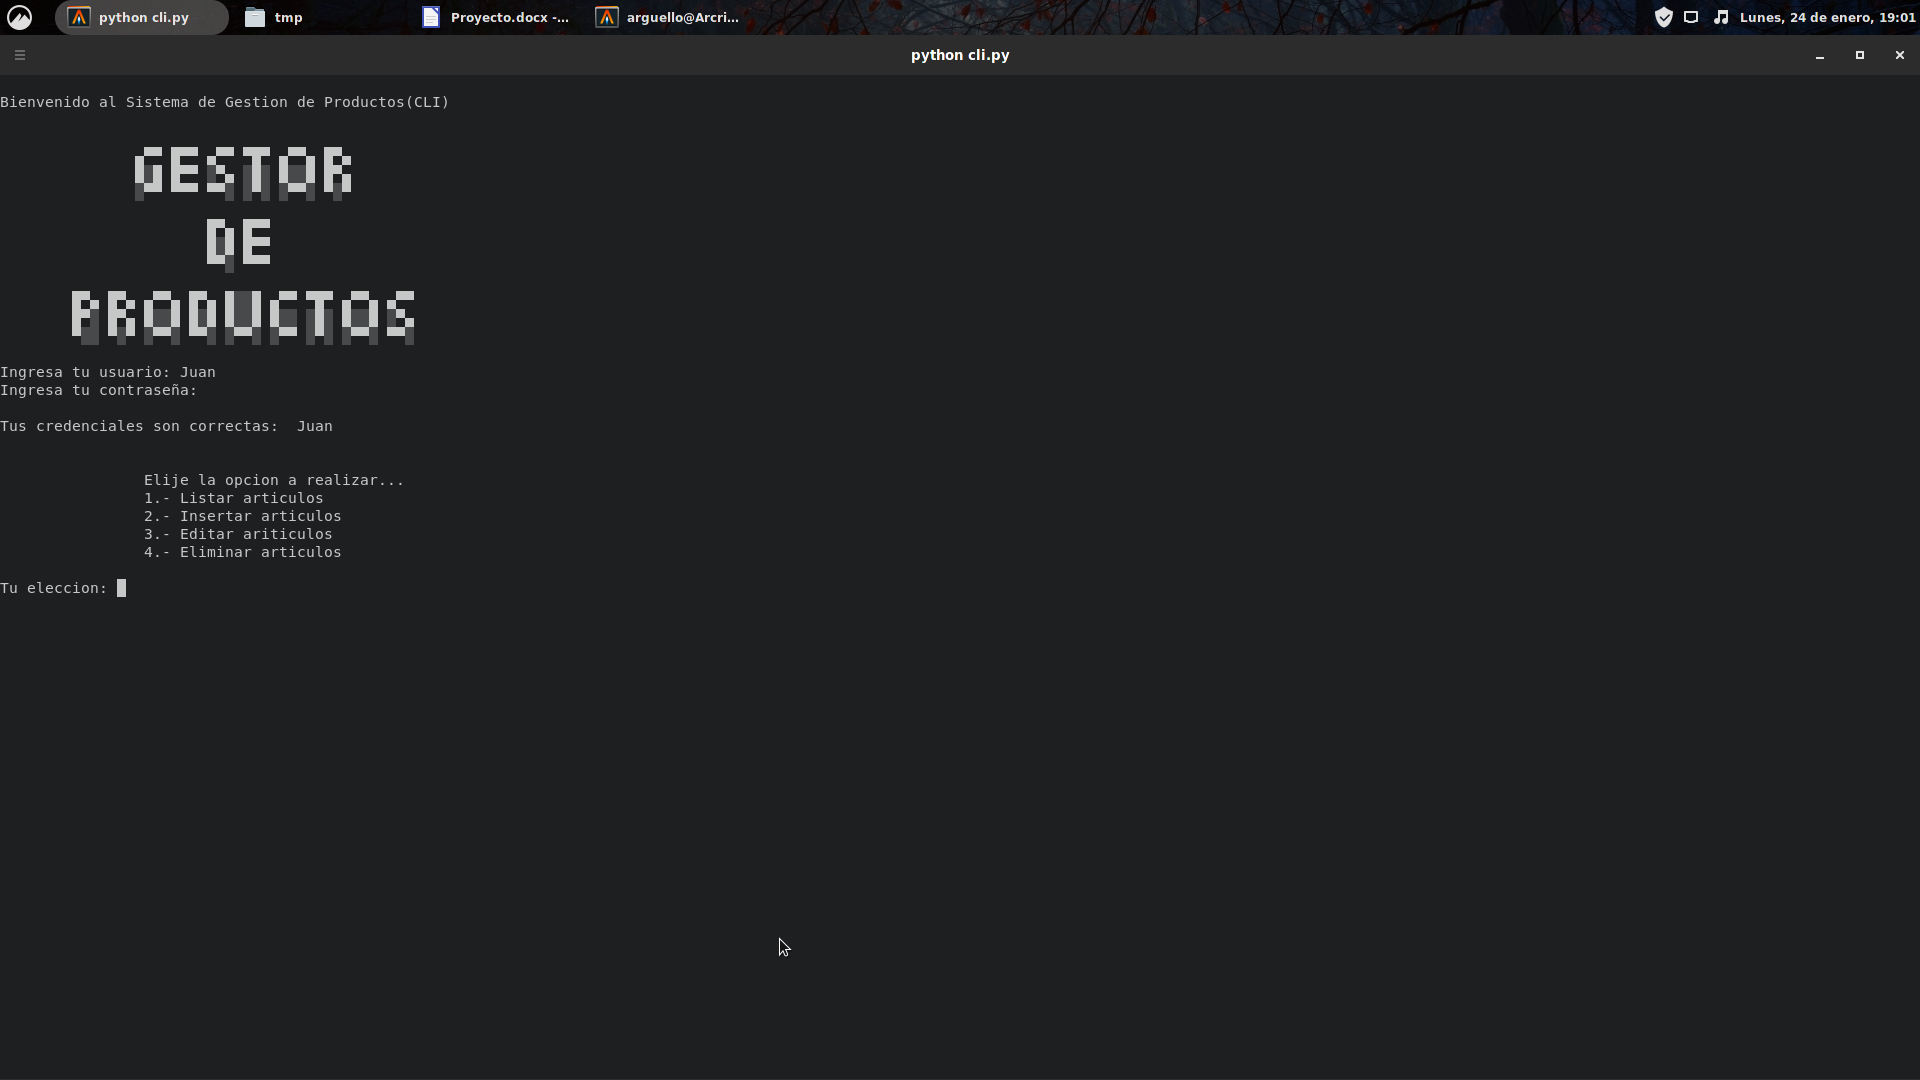 python cli.py
tmp
Proyecto.docx -...
arguello@Arcri...
Lunes, 24 de enero, 19:01
python cli.py
Bienvenido al Sistema de Gestion de Productos(CLI)
GESTOR
DE
PRODUCTOS
Ingresa tu usuario: Juan
Ingresa tu contraseña:
Tus credenciales son correctas:  Juan
Elije la opcion a realizar...
1.- Listar articulos
2.- Insertar articulos
3.- Editar ariticulos
4.- Eliminar articulos
Tu eleccion: